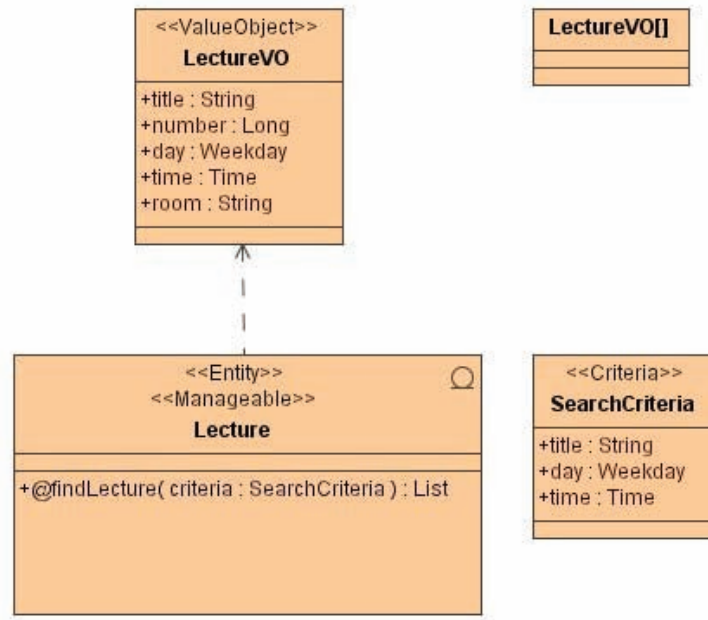 <<ValueObject>>
LectureVO
+title : String
+number : Long
+day : Weekday
+time : Time
+room : String
LectureVO[]
<<Entity>>
<<Manageable>>
Lecture
+@findLecture( criteria : SearchCriteria ) : List
<<Criteria>>
SearchCriteria
+title : String
+day : Weekday
+time : Time